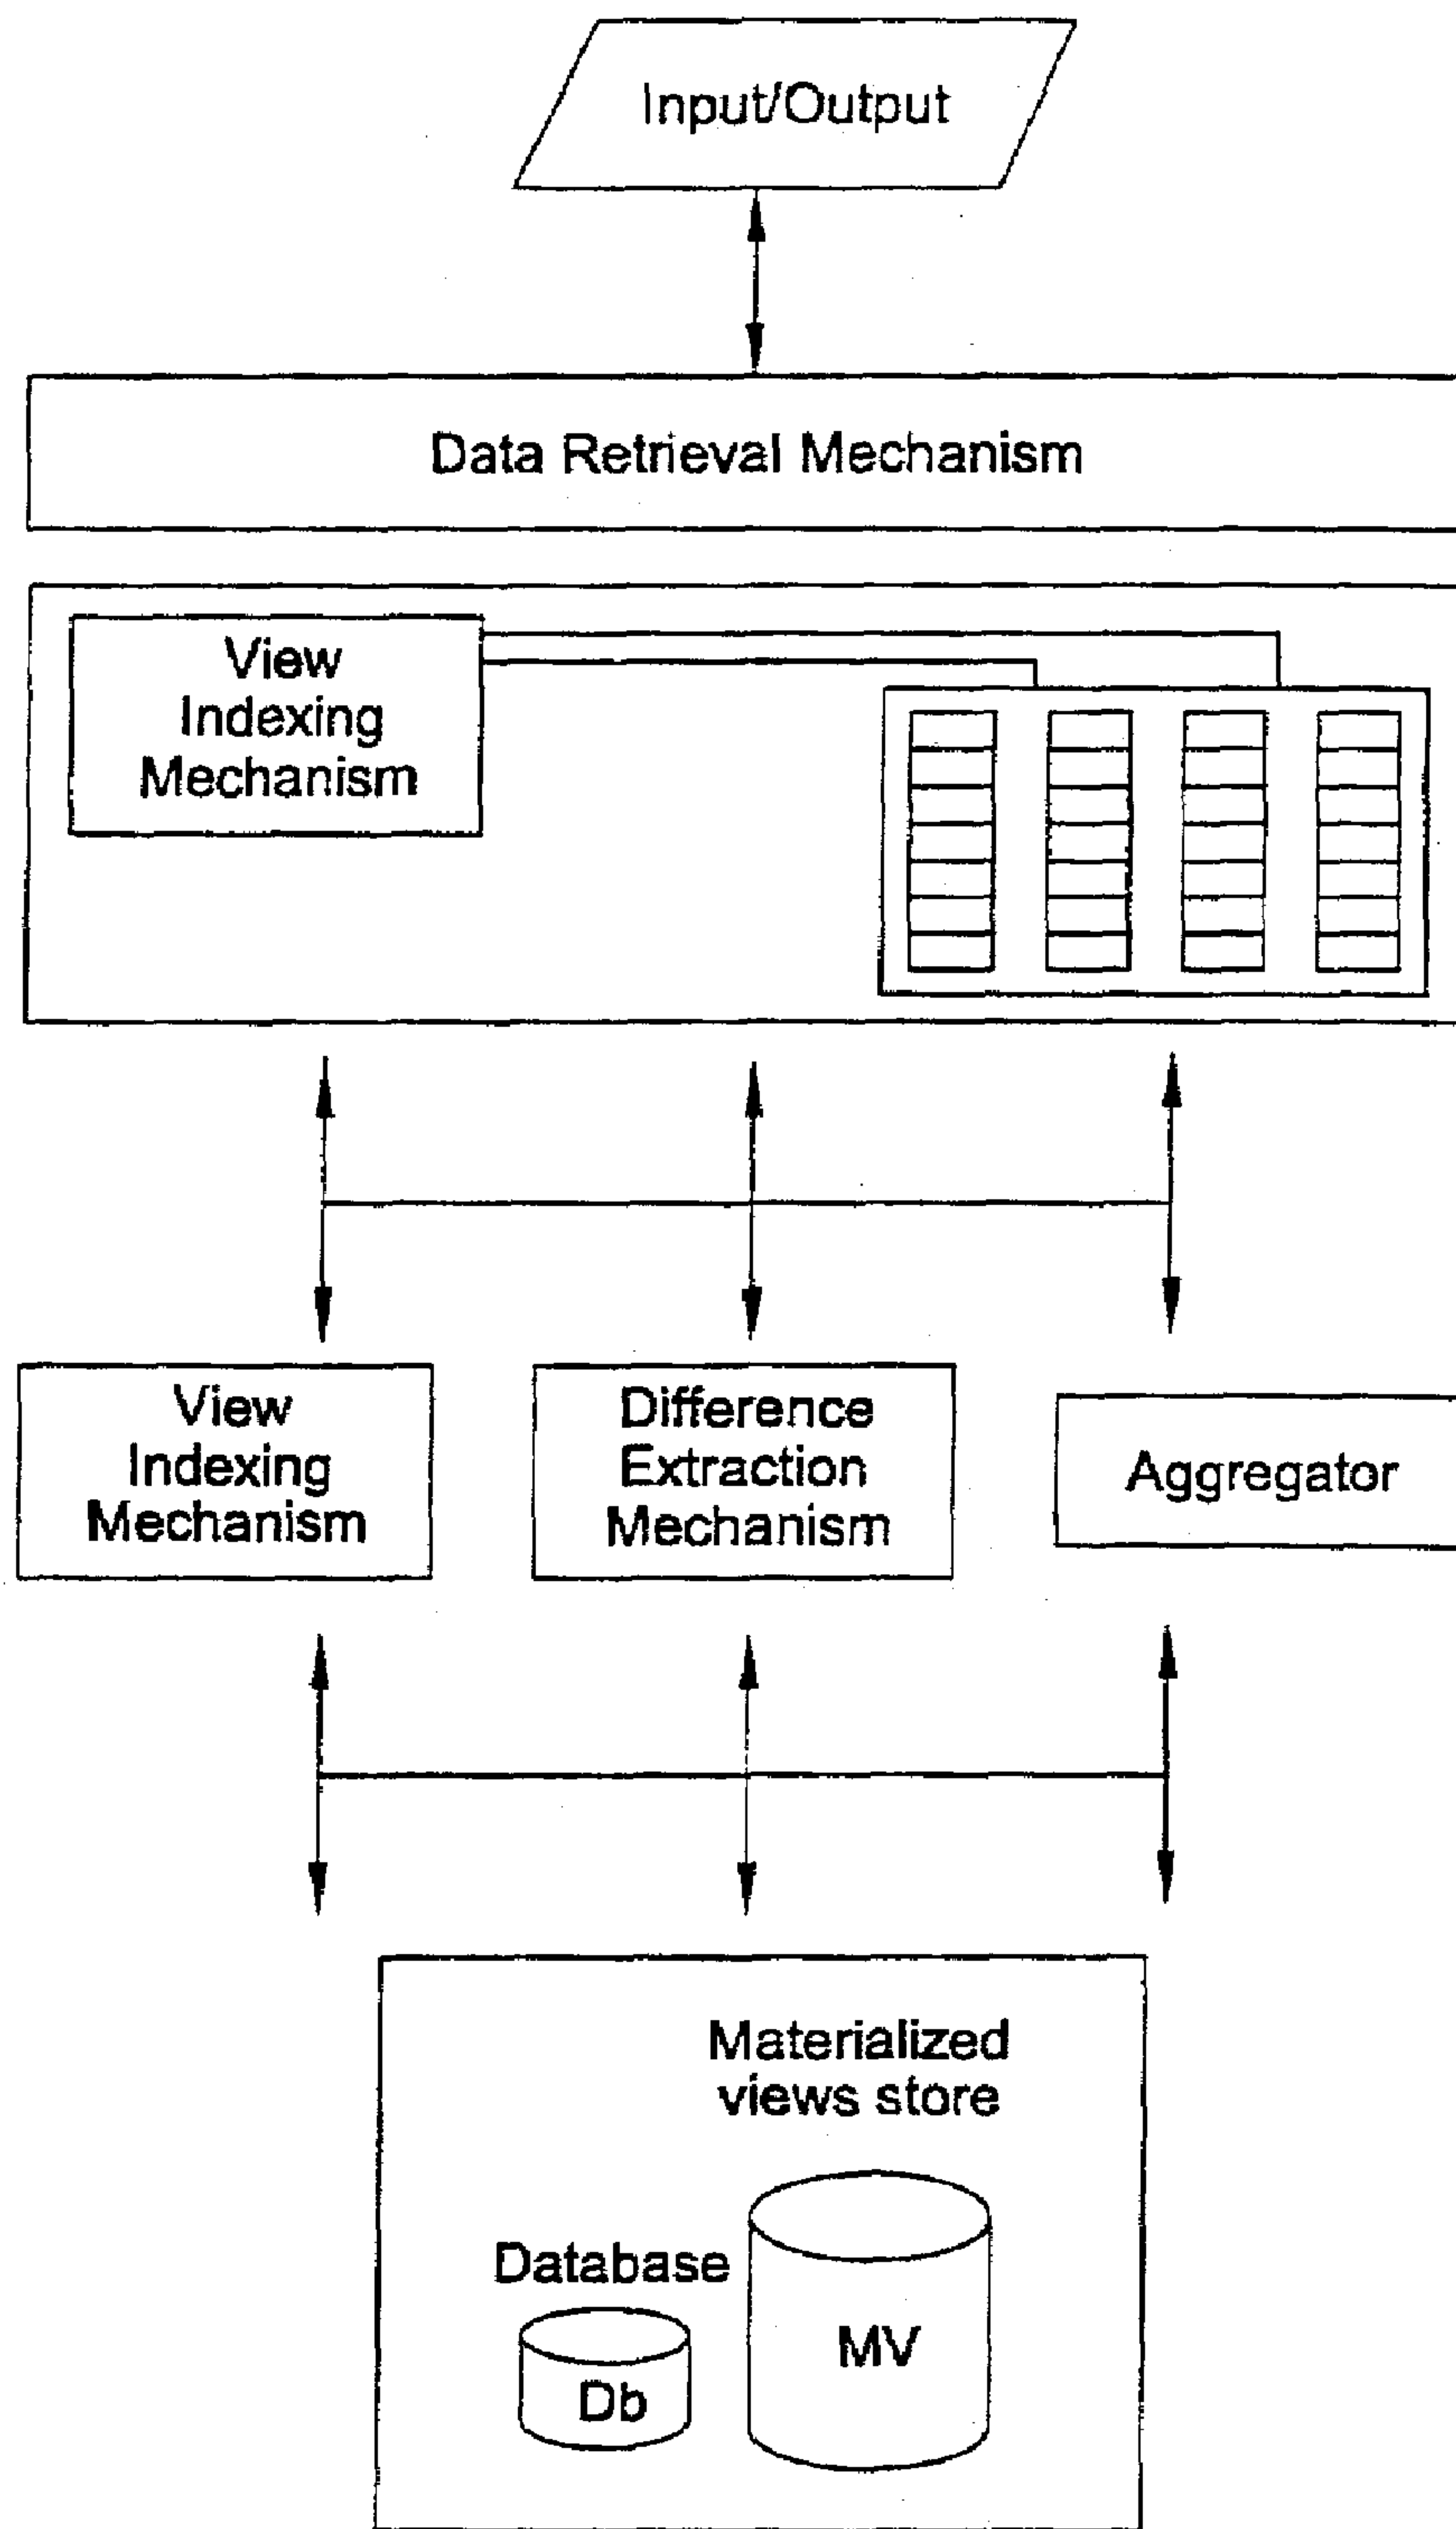 Input/Output
Data Retrieval Mechanism
View
Indexing
Mechanism
View
Indexing
Mechanism
Difference
Extraction
Mechanism
Aggregator
Materialized
views store
Database
Db
MV